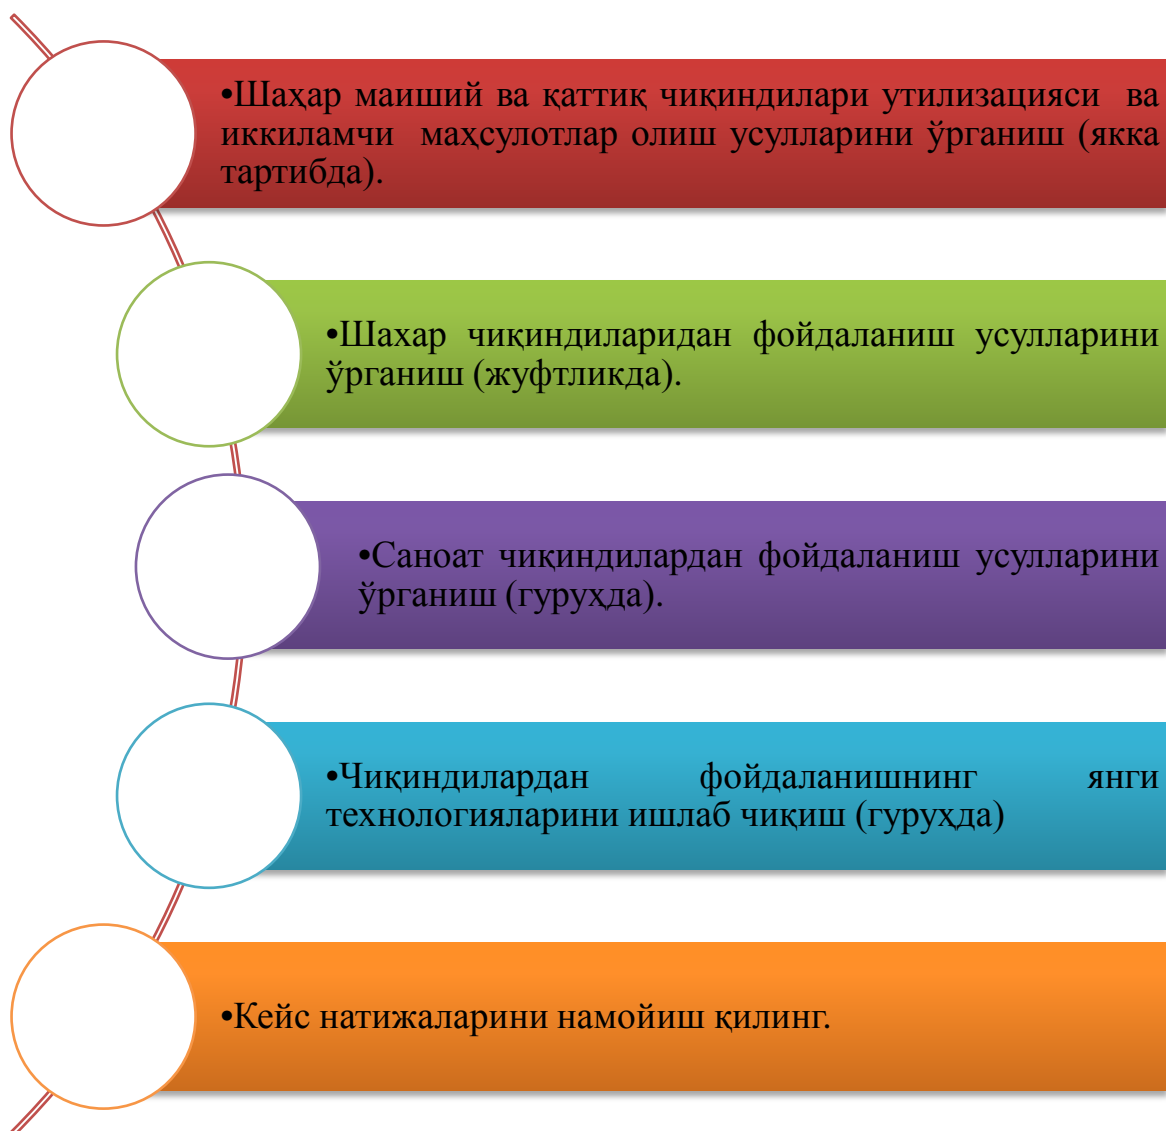 •Шаҳар маиший ва қаттиқ чиқиндилари утилизацияси ва
иккиламчи маҳсулотлар олиш усулларини ўрганиш (якка
тартибда).
•Шахар чиқиндиларидан фойдаланиш усулларини
ўрганиш (жуфтликда).
•Саноат чиқиндилардан фойдаланиш усулларини
ўрганиш (гуруҳда).
•Чиқиндилардан фойдаланишнинг янги
технологияларини ишлаб чиқиш (гуруҳда)
•Кейс натижаларини намойиш қилинг.